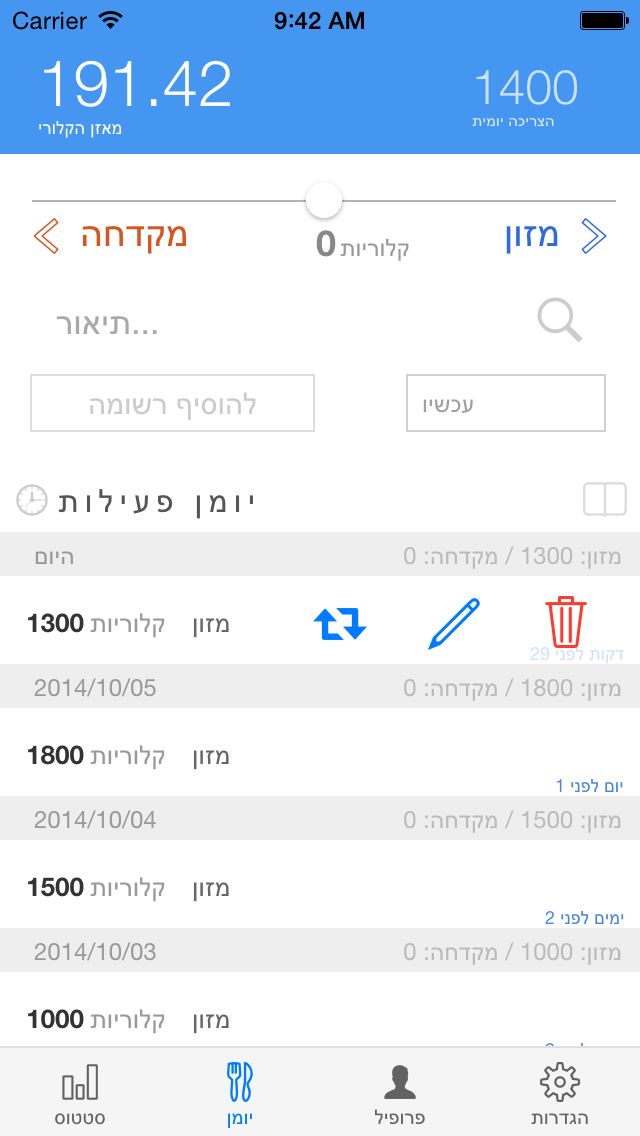 Carrier 9:42 AM
191.42
מאזן הקלורי
1400
הצריכה יומית
מקדחה
0 קלוריות
מזון
תיאור...
להוסיף רשומה
עכשיו
יומן פעילות
היום
מזון: 1300 / מקדחה: 0
1300 קלוריות מזון
דקות לפני 29
2014/10/05
מזון: 1800 / מקדחה: 0
1800 קלוריות מזון
יום לפני 1
2014/10/04
מזון: 1500 / מקדחה: 0
1500 קלוריות מזון
ימים לפני 2
2014/10/03
מזון: 1000 / מקדחה: 0
1000 קלוריות מזון
סטטוס
יומן
פרופיל
הגדרות